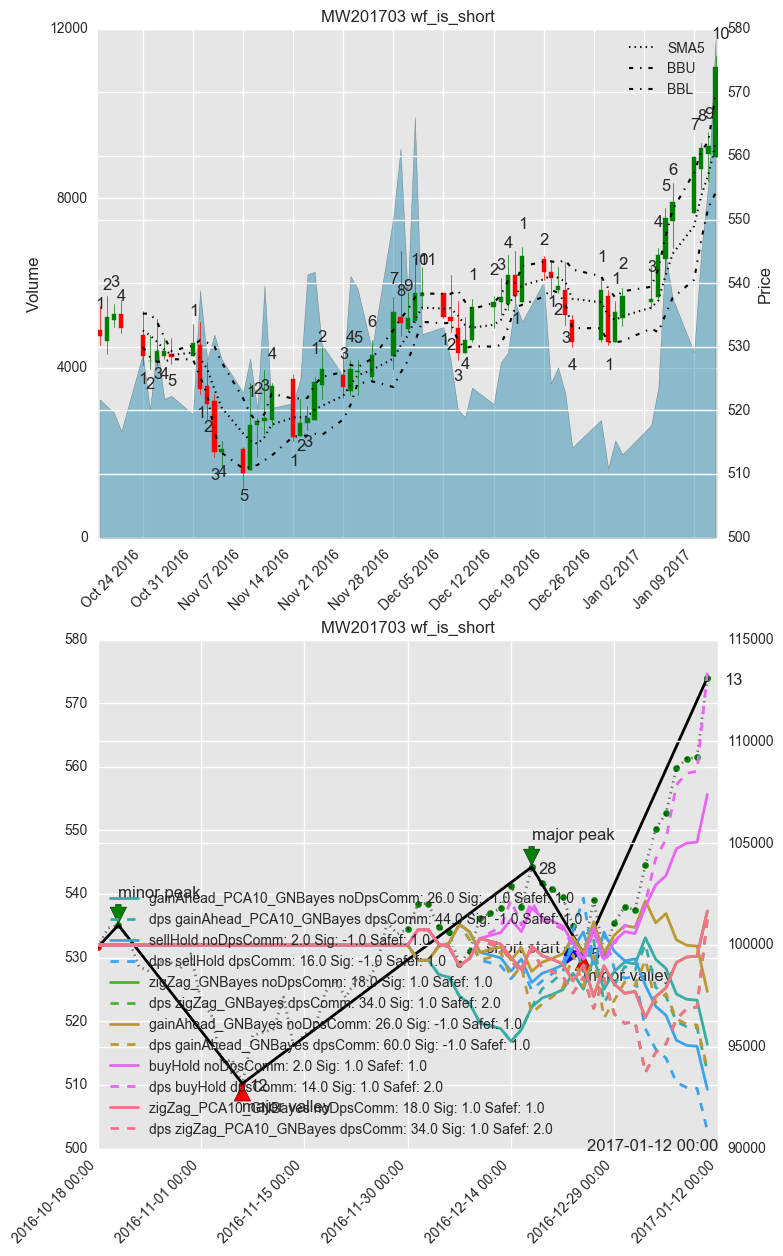 MW201703 wf_is_short
12000
8000
4000
0
Volume
580
570
560
550
540
530
520
510
500
Price
SMA5
BBU
BBL
Oct 24 2016
Oct 31 2016
Nov 07 2016
Nov 14 2016
Nov 21 2016
Nov 28 2016
Dec 05 2016
Dec 12 2016
Dec 19 2016
Dec 26 2016
Jan 02 2017
Jan 09 2017
MW201703 wf_is_short
580
570
560
550
540
530
520
510
500
115000
110000
105000
100000
95000
90000
13
major peak
28
minor peak
short start
minor valley
12
major valley
gainAhead_PCA10_GNBayes noDpsComm: 26.0 Sig: -1.0 Safef: 1.0
dps gainAhead_PCA10_GNBayes dpsComm: 44.0 Sig: -1.0 Safef: 1.0
sellHold noDpsComm: 2.0 Sig: -1.0 Safef: 1.0
dps sellHold dpsComm: 16.0 Sig: -1.0 Safef: 1.0
zigZag_GNBayes noDpsComm: 18.0 Sig: 1.0 Safef: 1.0
dps zigZag_GNBayes dpsComm: 34.0 Sig: 1.0 Safef: 2.0
gainAhead_GNBayes noDpsComm: 26.0 Sig: -1.0 Safef: 1.0
dps gainAhead_GNBayes dpsComm: 60.0 Sig: -1.0 Safef: 1.0
buyHold noDpsComm: 2.0 Sig: 1.0 Safef: 1.0
dps buyHold dpsComm: 14.0 Sig: 1.0 Safef: 2.0
zigZag_PCA10_GNBayes noDpsComm: 18.0 Sig: 1.0 Safef: 1.0
dps zigZag_PCA10_GNBayes dpsComm: 34.0 Sig: 1.0 Safef: 2.0
2017-01-12 00:00
2016-10-18 00:00
2016-11-01 00:00
2016-11-15 00:00
2016-11-30 00:00
2016-12-14 00:00
2016-12-29 00:00
2017-01-12 00:00